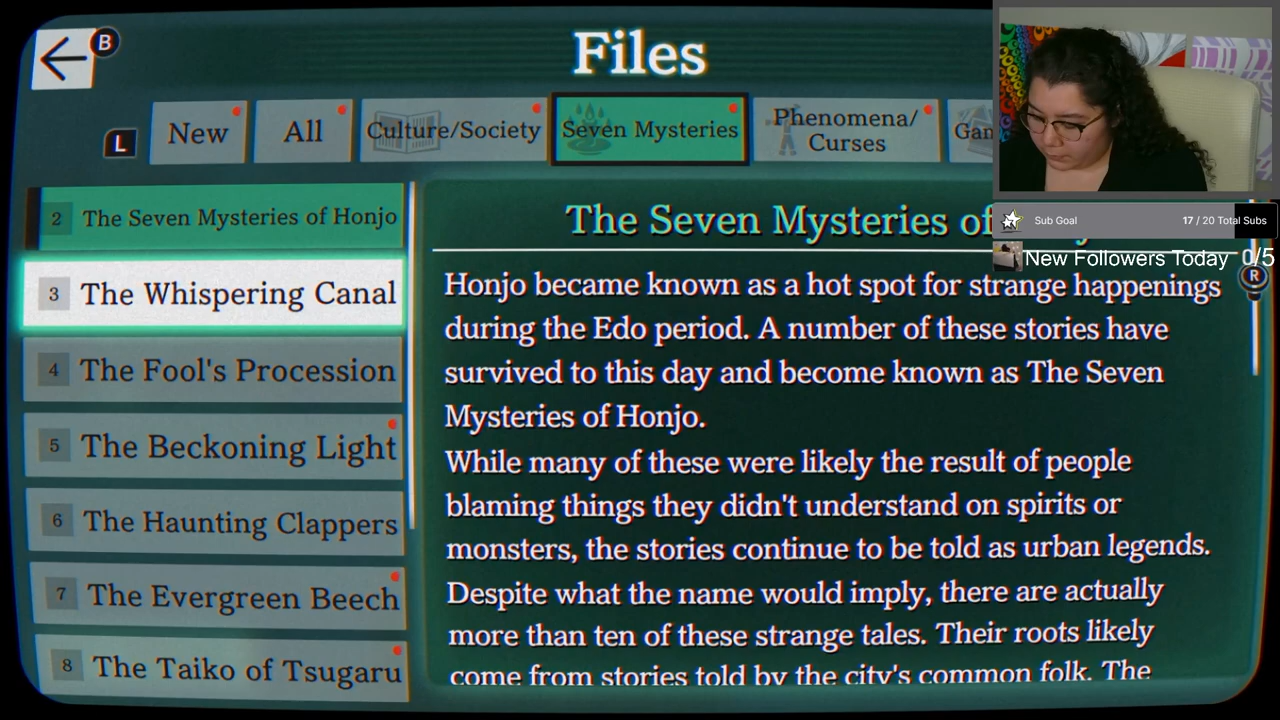 B
Files
L
New
All
Culture/Society
Seven Mysteries
Phenomena/
Curses
Sub Goal
17 / 20 Total Subs
New Followers Today 0/5
R
2 The Seven Mysteries of Honjo
3 The Whispering Canal
4 The Fool's Procession
5 The Beckoning Light
6 The Haunting Clappers
7 The Evergreen Beech
8 The Taiko of Tsugaru
The Seven Mysteries of
Honjo became known as a hot spot for strange happenings
during the Edo period. A number of these stories have
survived to this day and become known as The Seven
Mysteries of Honjo.
While many of these were likely the result of people
blaming things they didn't understand on spirits or
monsters, the stories continue to be told as urban legends.
Despite what the name would imply, there are actually
more than ten of these strange tales. Their roots likely
come from stories told by the city's common folk. The